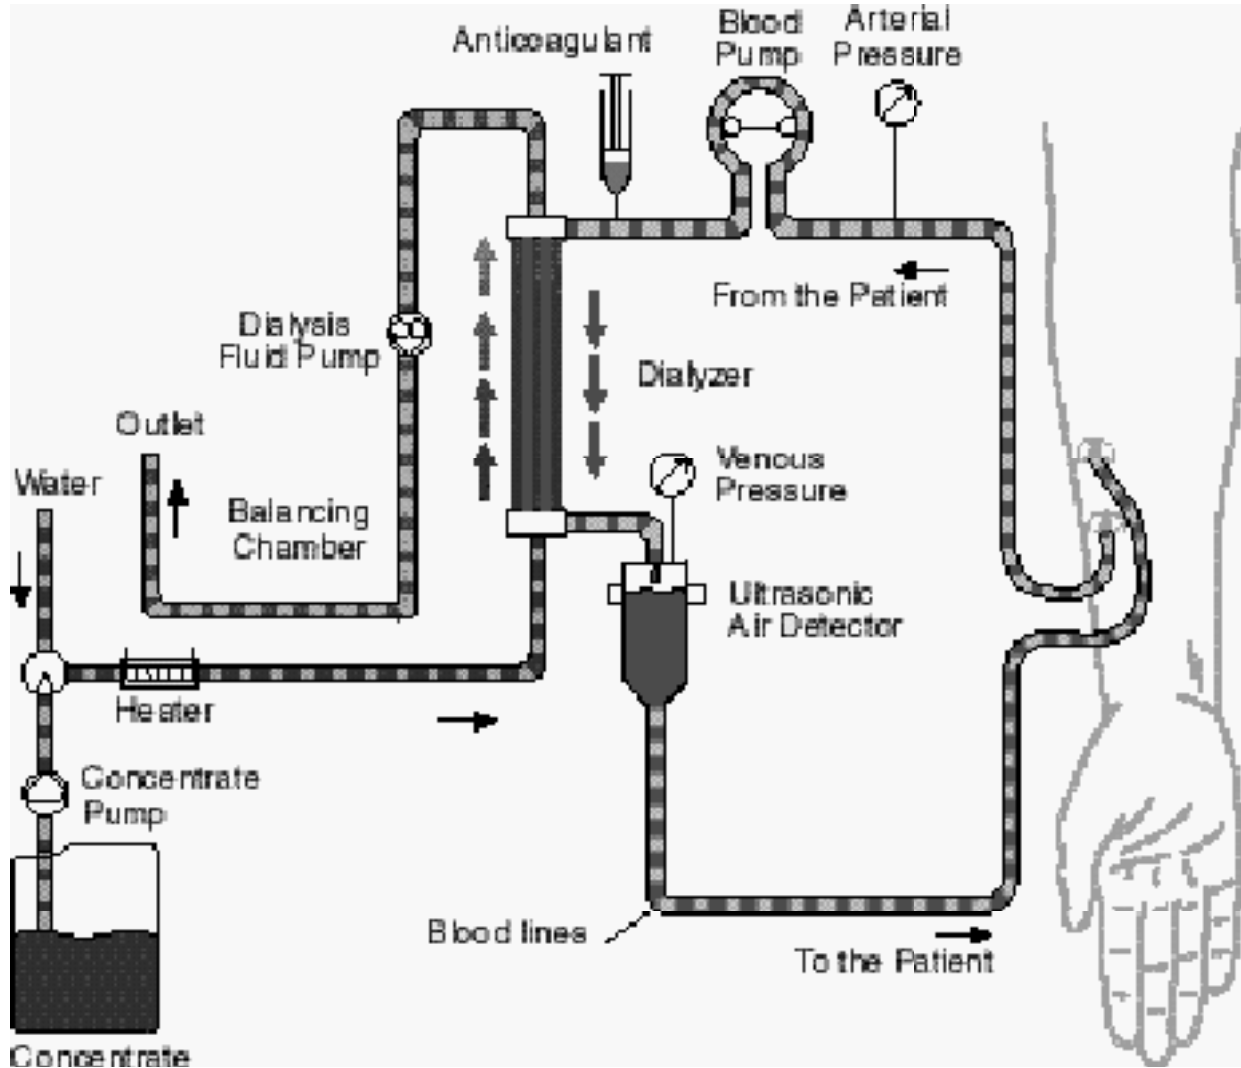 Anticoagulant
Blood
Pump
Arterial
Pressure
From the Patient
Dialysis
Fluid Pump
Dialyzer
Outlet
Water
Venous
Pressure
Balancing
Chamber
Ultrasonic
Air Detector
Heater
Concentrate
Pump
Blood lines
To the Patient
Concentrate